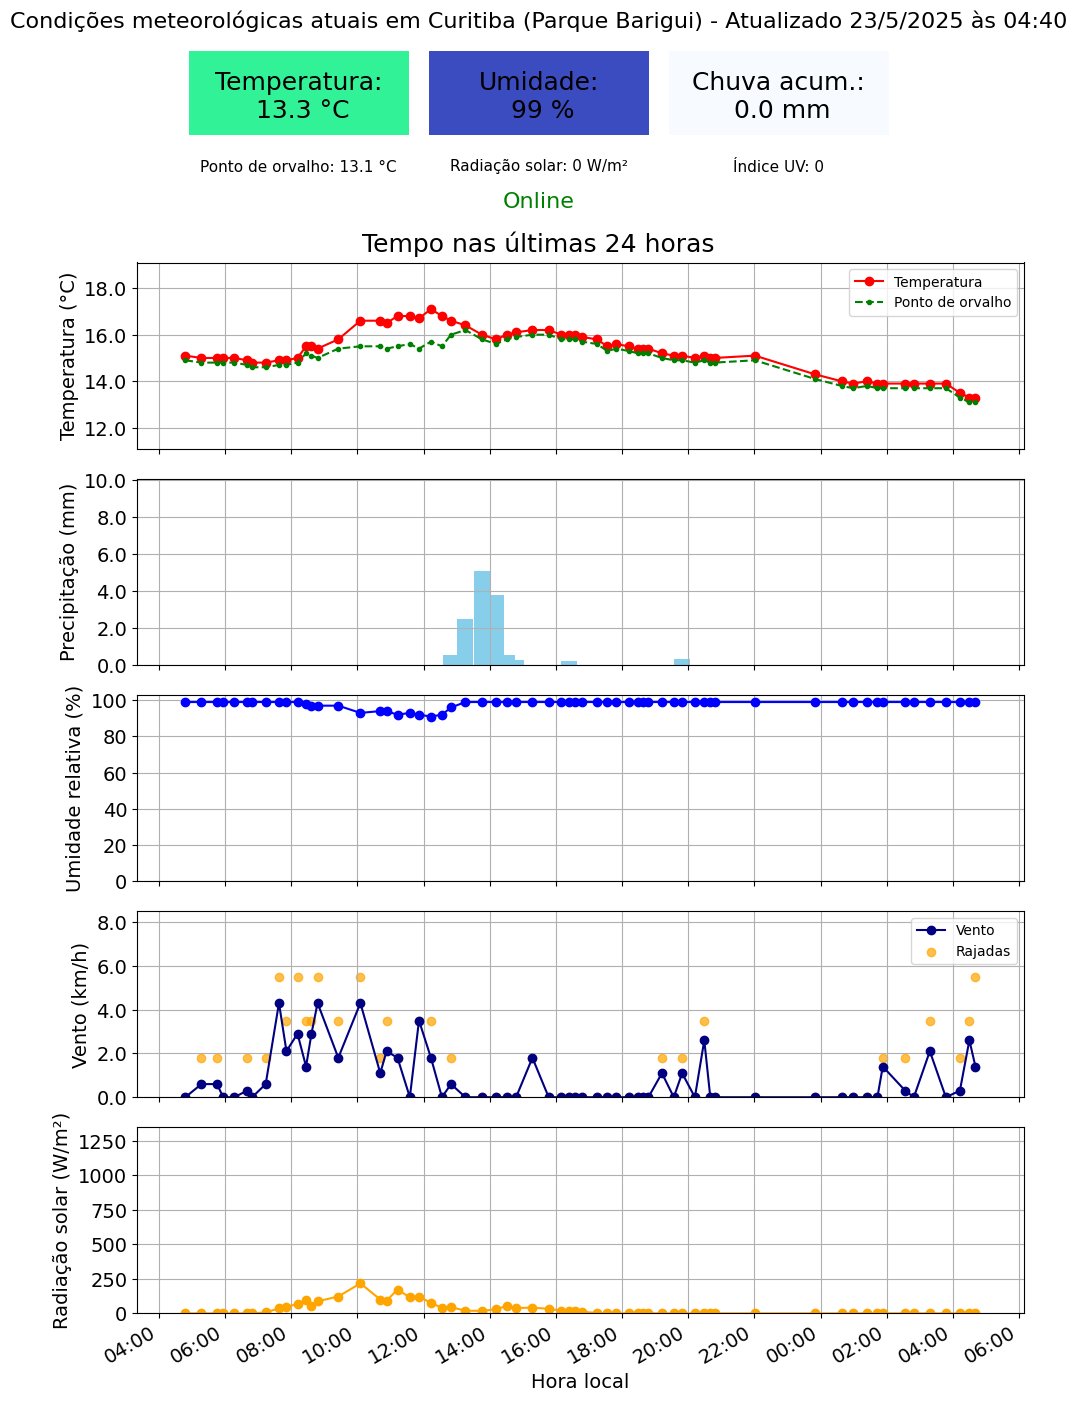 Condições meteorológicas atuais em Curitiba (Parque Barigui) - Atualizado 23/5/2025 às 04:40
Temperatura:
13.3 °C
Umidade:
99 %
Chuva acum.:
0.0 mm
Ponto de orvalho: 13.1 °C
Radiação solar: 0 W/m²
Índice UV: 0
Online
Tempo nas últimas 24 horas
Temperatura (°C)
18.0
16.0
14.0
12.0
Temperatura
Ponto de orvalho
Precipitação (mm)
10.0
8.0
6.0
4.0
2.0
0.0
Umidade relativa (%)
100
80
60
40
20
0
Vento (km/h)
8.0
6.0
4.0
2.0
0.0
Vento
Rajadas
Radiação solar (W/m²)
1250
1000
750
500
250
0
04:00
06:00
08:00
10:00
12:00
14:00
16:00
18:00
20:00
22:00
00:00
02:00
04:00
06:00
Hora local